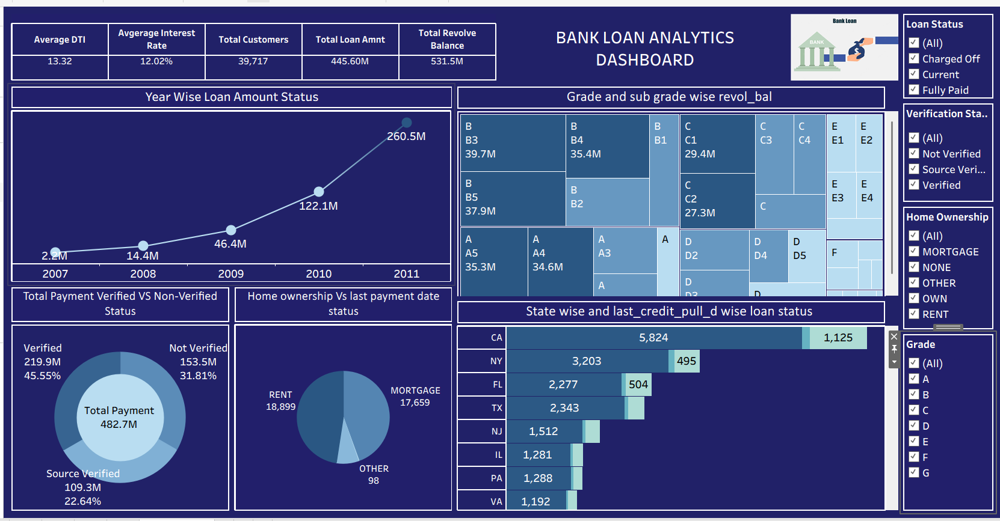 Average DTI
Avgerage Interest
Rate
Total Customers
Total Loan Amnt
Total Revolve
Balance
13.32
12.02%
39,717
445.60M
531.5M
BANK LOAN ANALYTICS
DASHBOARD
Bank Loan
BANK
$
Year Wise Loan Amount Status
2.2M
14.4M
46.4M
122.1M
260.5M
2007
2008
2009
2010
2011
Grade and sub grade wise revol_bal
B
B3
39.7M
B
B4
35.4M
B
B1
B
B5
37.9M
B
B2
C
C1
29.4M
C
C3
C
C4
C
C2
27.3M
C
E
E1
E
E2
E
E3
E
E4
A
A5
35.3M
A
A4
34.6M
A
A3
A
A
D
D2
D
D4
D
D5
D
D3
D
F
Total Payment Verified VS Non-Verified
Status
Verified
219.9M
45.55%
Not Verified
153.5M
31.81%
Total Payment
482.7M
Source Verified
109.3M
22.64%
Home ownership Vs last payment date
status
RENT
18,899
MORTGAGE
17,659
OTHER
98
State wise and last_credit_pull_d wise loan status
CA 5,824 1,125
NY 3,203 495
FL 2,277 504
TX 2,343
NJ 1,512
IL 1,281
PA 1,288
VA 1,192
Loan Status
(All)
Charged Off
Current
Fully Paid
Verification Sta..
(All)
Not Verified
Source Veri...
Verified
Home Ownership
(All)
MORTGAGE
NONE
OTHER
OWN
RENT
Grade
(All)
A
B
C
D
E
F
G